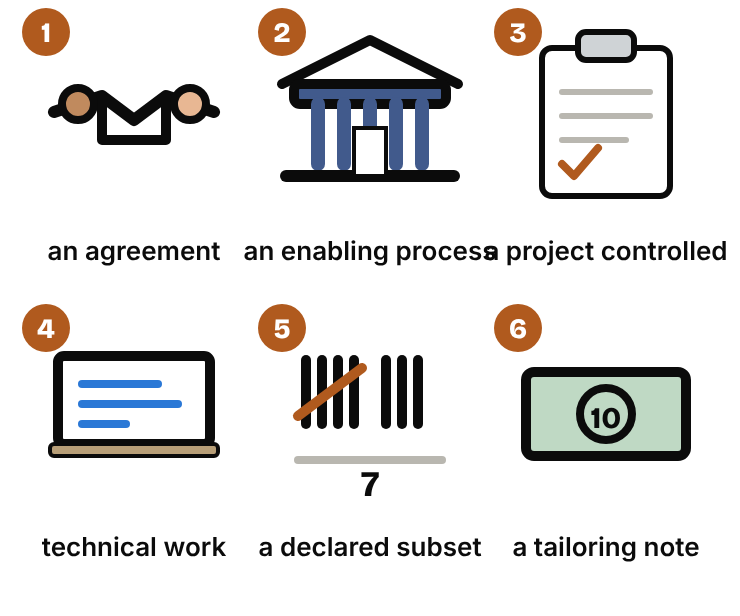 1
2
3
an agreement
an enabling process
a project controlled
4
5
6
10
7
technical work
a declared subset
a tailoring note